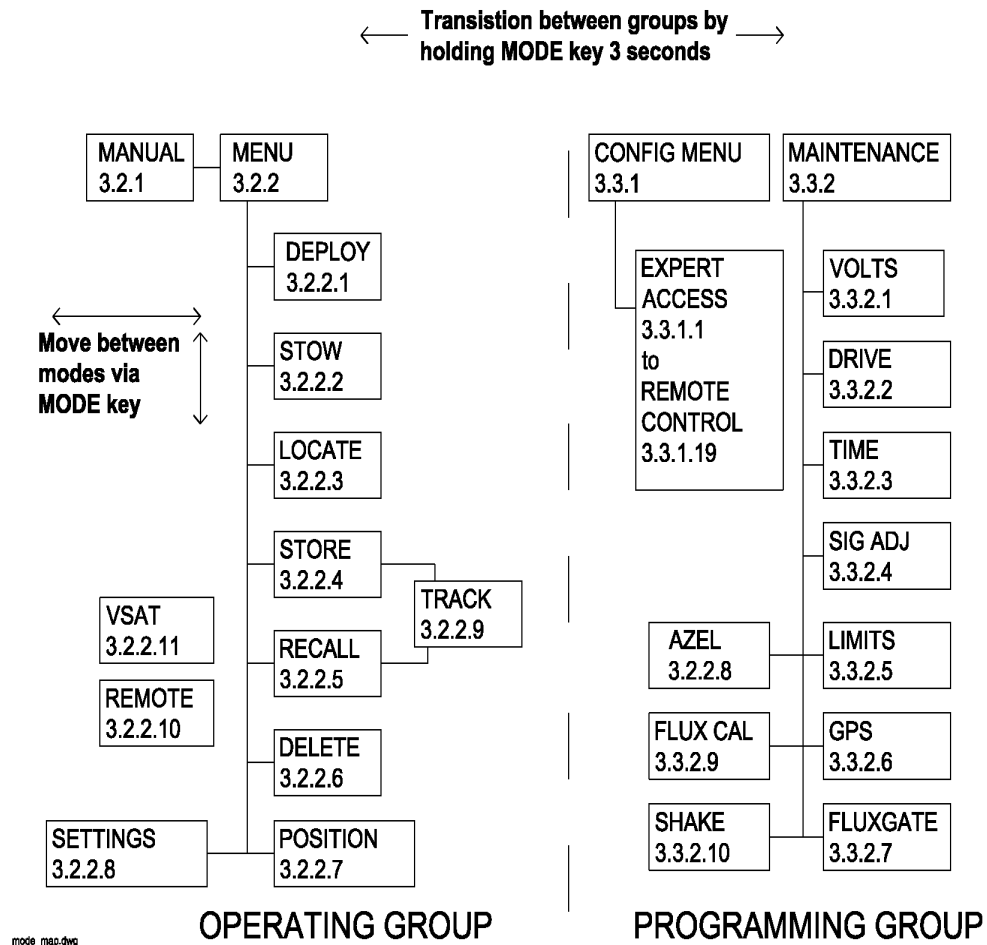 Transistion between groups by
holding MODE key 3 seconds
MANUAL
3.2.1
MENU
3.2.2
DEPLOY
3.2.2.1
STOW
3.2.2.2
Move between
modes via
MODE key
LOCATE
3.2.2.3
STORE
3.2.2.4
TRACK
3.2.2.9
VSAT
3.2.2.11
RECALL
3.2.2.5
REMOTE
3.2.2.10
DELETE
3.2.2.6
SETTINGS
3.2.2.8
POSITION
3.2.2.7
OPERATING GROUP
CONFIG MENU
3.3.1
MAINTENANCE
3.3.2
EXPERT
ACCESS
3.3.1.1
to
REMOTE
CONTROL
3.3.1.19
VOLTS
3.3.2.1
DRIVE
3.3.2.2
TIME
3.3.2.3
SIG ADJ
3.3.2.4
AZEL
3.2.2.8
LIMITS
3.3.2.5
FLUX CAL
3.3.2.9
GPS
3.3.2.6
SHAKE
3.3.2.10
FLUXGATE
3.3.2.7
PROGRAMMING GROUP
mode_map.dwg